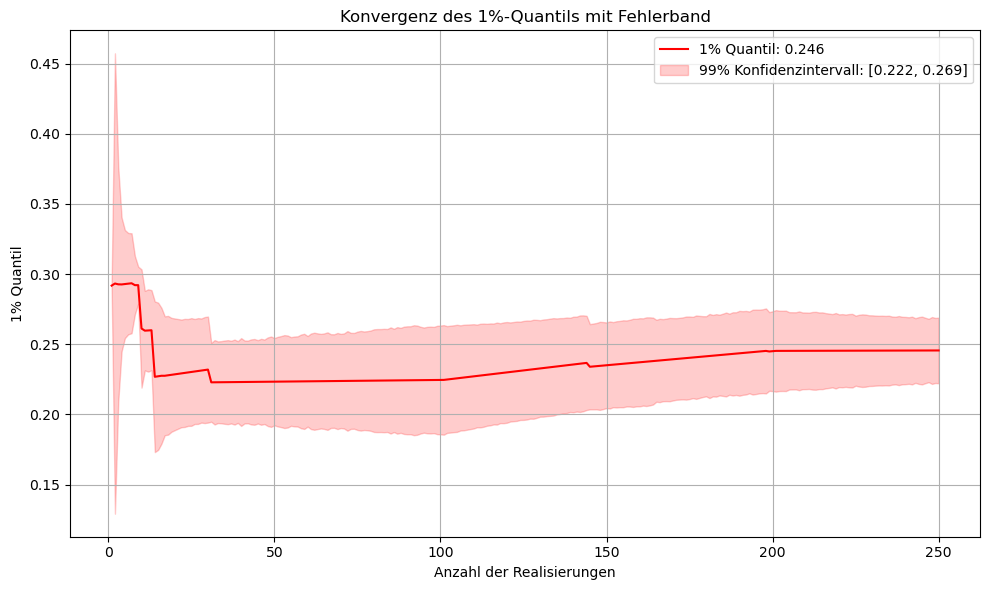 Konvergenz des 1%-Quantils mit Fehlerband
1% Quantil: 0.246
99% Konfidenzintervall: [0.222, 0.269]
1% Quantil
0.45
0.40
0.35
0.30
0.25
0.20
0.15
0 50 100 150 200 250
Anzahl der Realisierungen